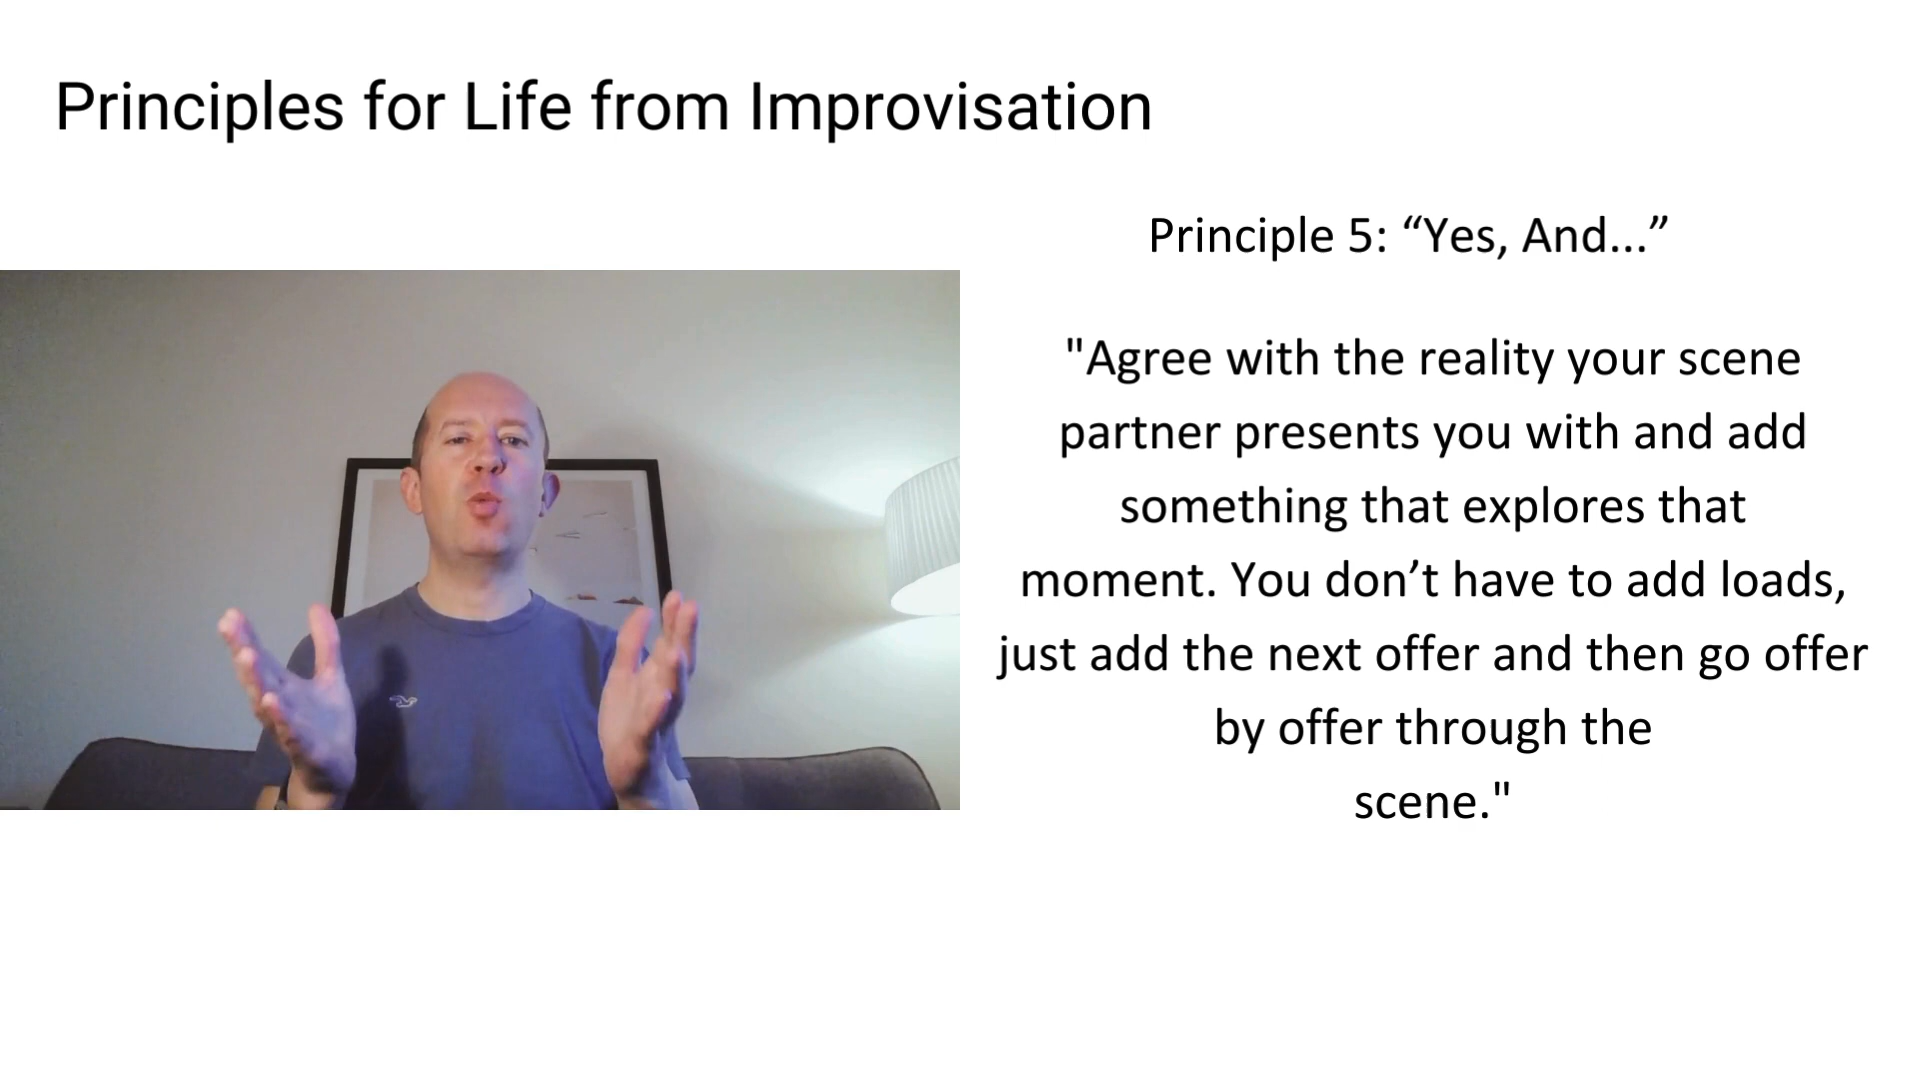 Principles for Life from Improvisation
Principle 5: “Yes, And...”
"Agree with the reality your scene
partner presents you with and add
something that explores that
moment. You don’t have to add loads,
just add the next offer and then go offer
by offer through the
scene."